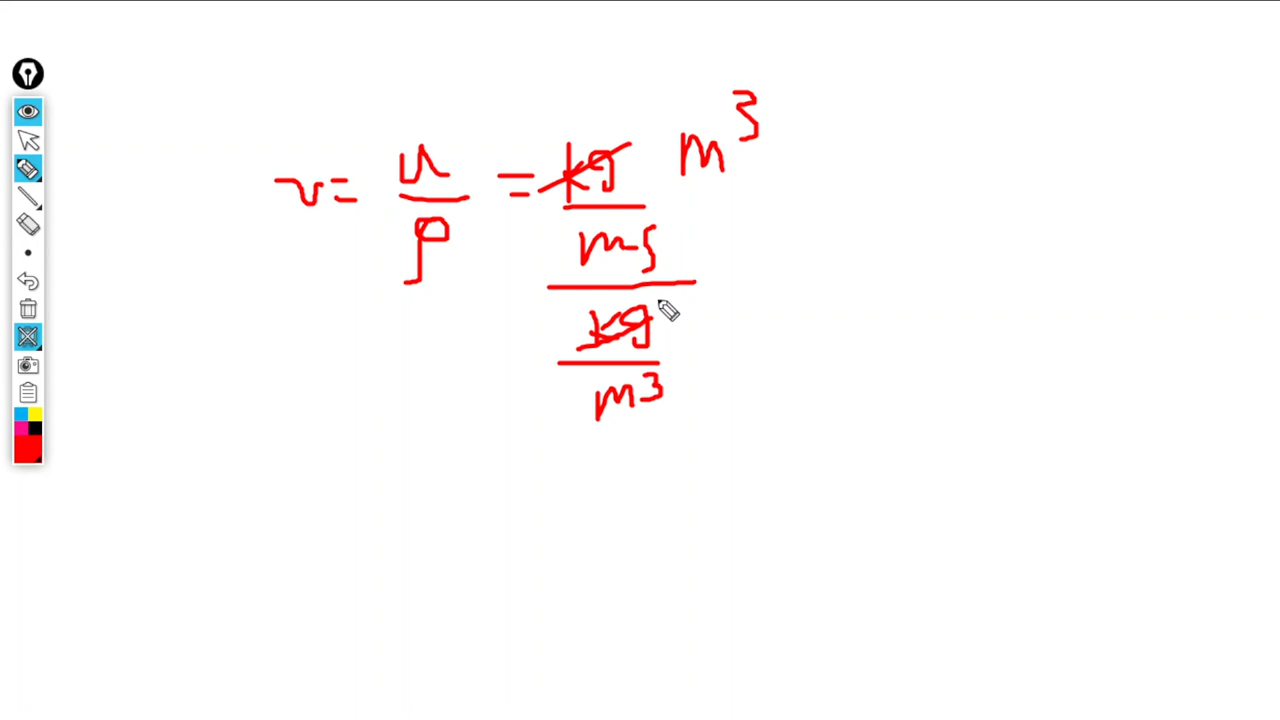 ν = μ/ρ = kg/ms / kg/m³ m³